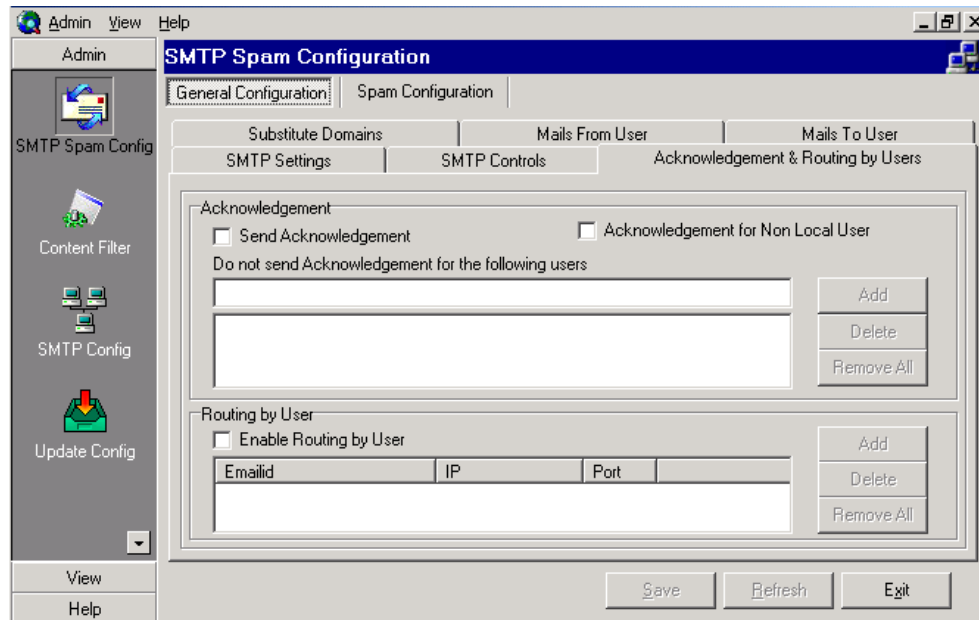 Admin View Help
Admin
SMTP Spam Configuration
General Configuration Spam Configuration
SMTP Spam Config
Substitute Domains Mails From User Mails To User
SMTP Settings SMTP Controls Acknowledgement & Routing by Users
Acknowledgement
Send Acknowledgement Acknowledgement for Non Local User
Do not send Acknowledgement for the following users
Add
Delete
Remove All
Content Filter
SMTP Config
Routing by User
Enable Routing by User
Emailid IP Port
Add
Delete
Remove All
Update Config
View
Help
Save Refresh Exit